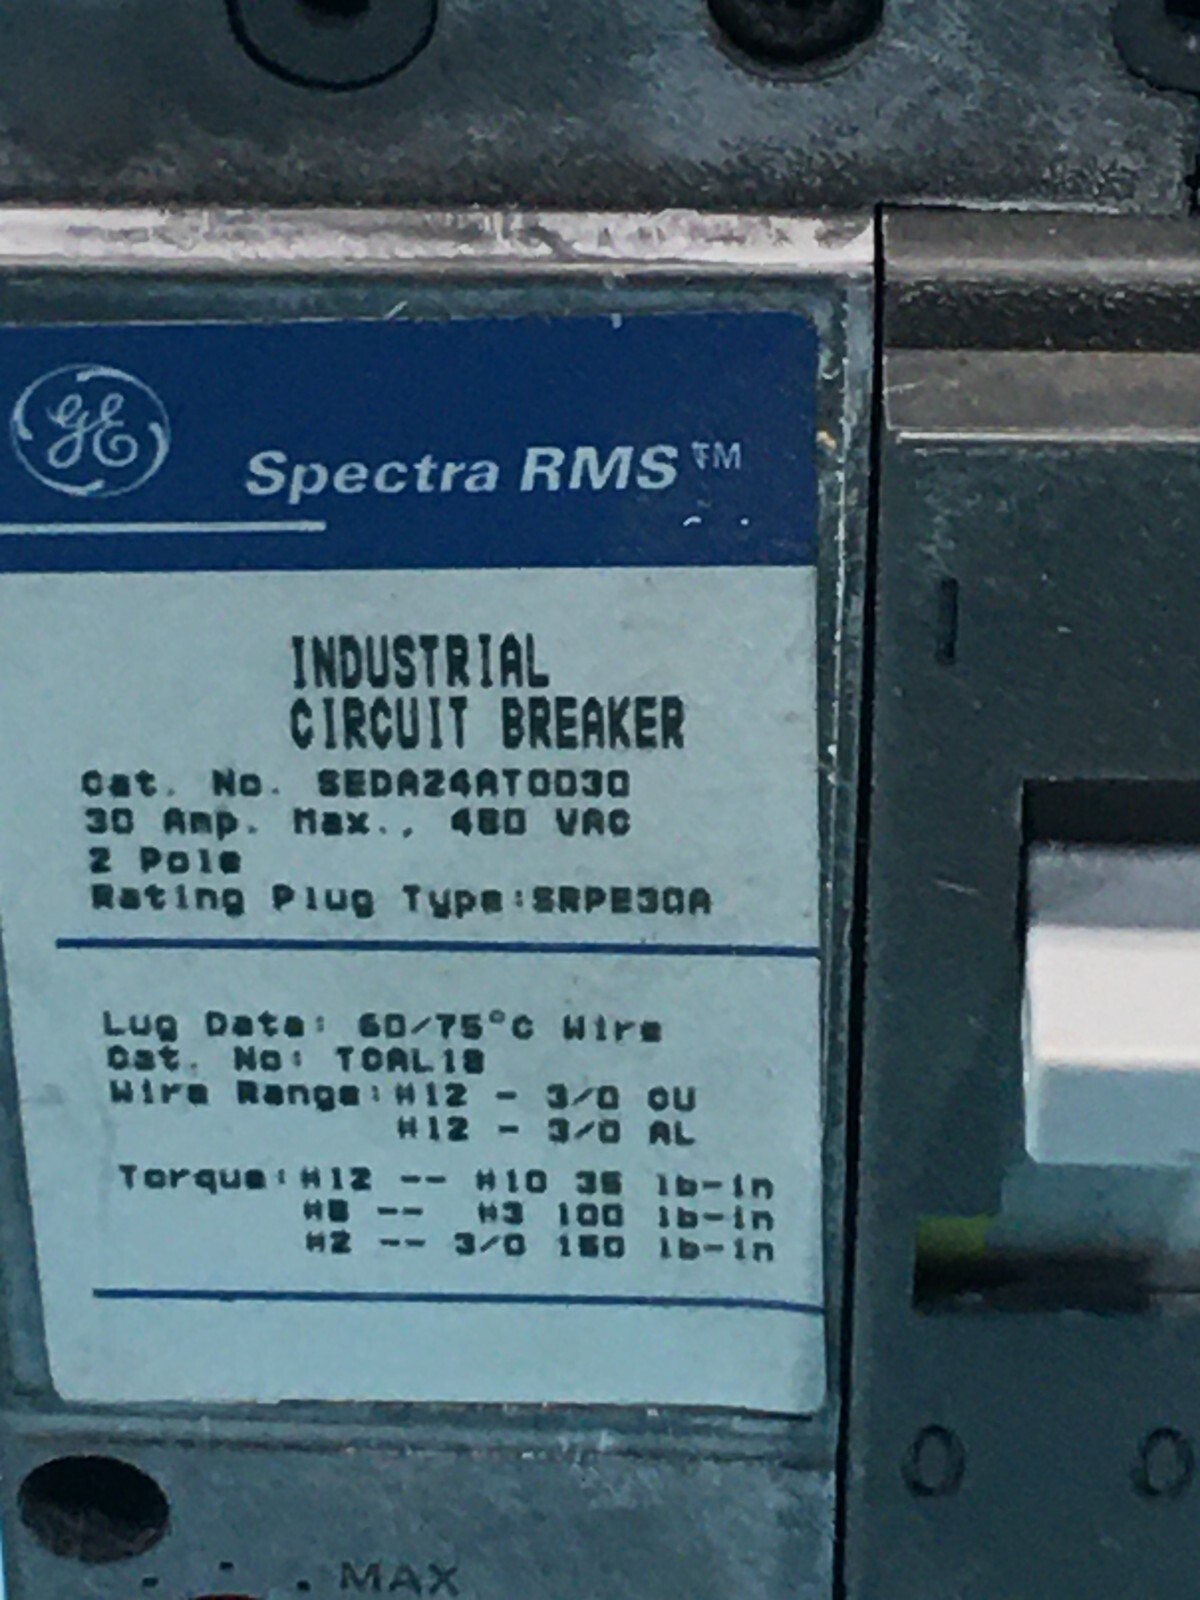 GE
Spectra RMS™
INDUSTRIAL
CIRCUIT BREAKER
Cat. No. SEDA24AT0030
30 Amp. Max., 480 VAC
2 Pole
Rating Plug Type:SRPE30A
Lug Data: 60/75°C Wire
Cat. No: TCAL18
Wire Range:#12 - 3/0 CU
#12 - 3/0 AL
Torque:#12 -- #10 35 lb-in
#8 -- #3 100 lb-in
#2 -- 3/0 150 lb-in
I
O O
MAX